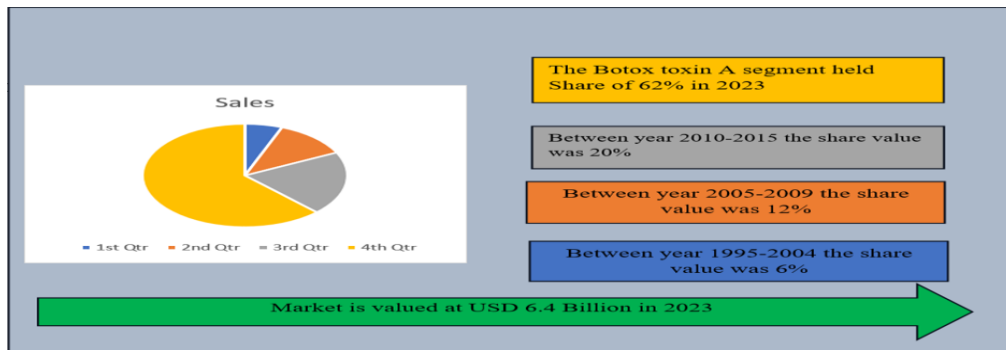 Sales
1st Qtr 2nd Qtr 3rd Qtr 4th Qtr
The Botox toxin A segment held
Share of 62% in 2023
Between year 2010-2015 the share value
was 20%
Between year 2005-2009 the share
value was 12%
Between year 1995-2004 the share
value was 6%
Market is valued at USD 6.4 Billion in 2023